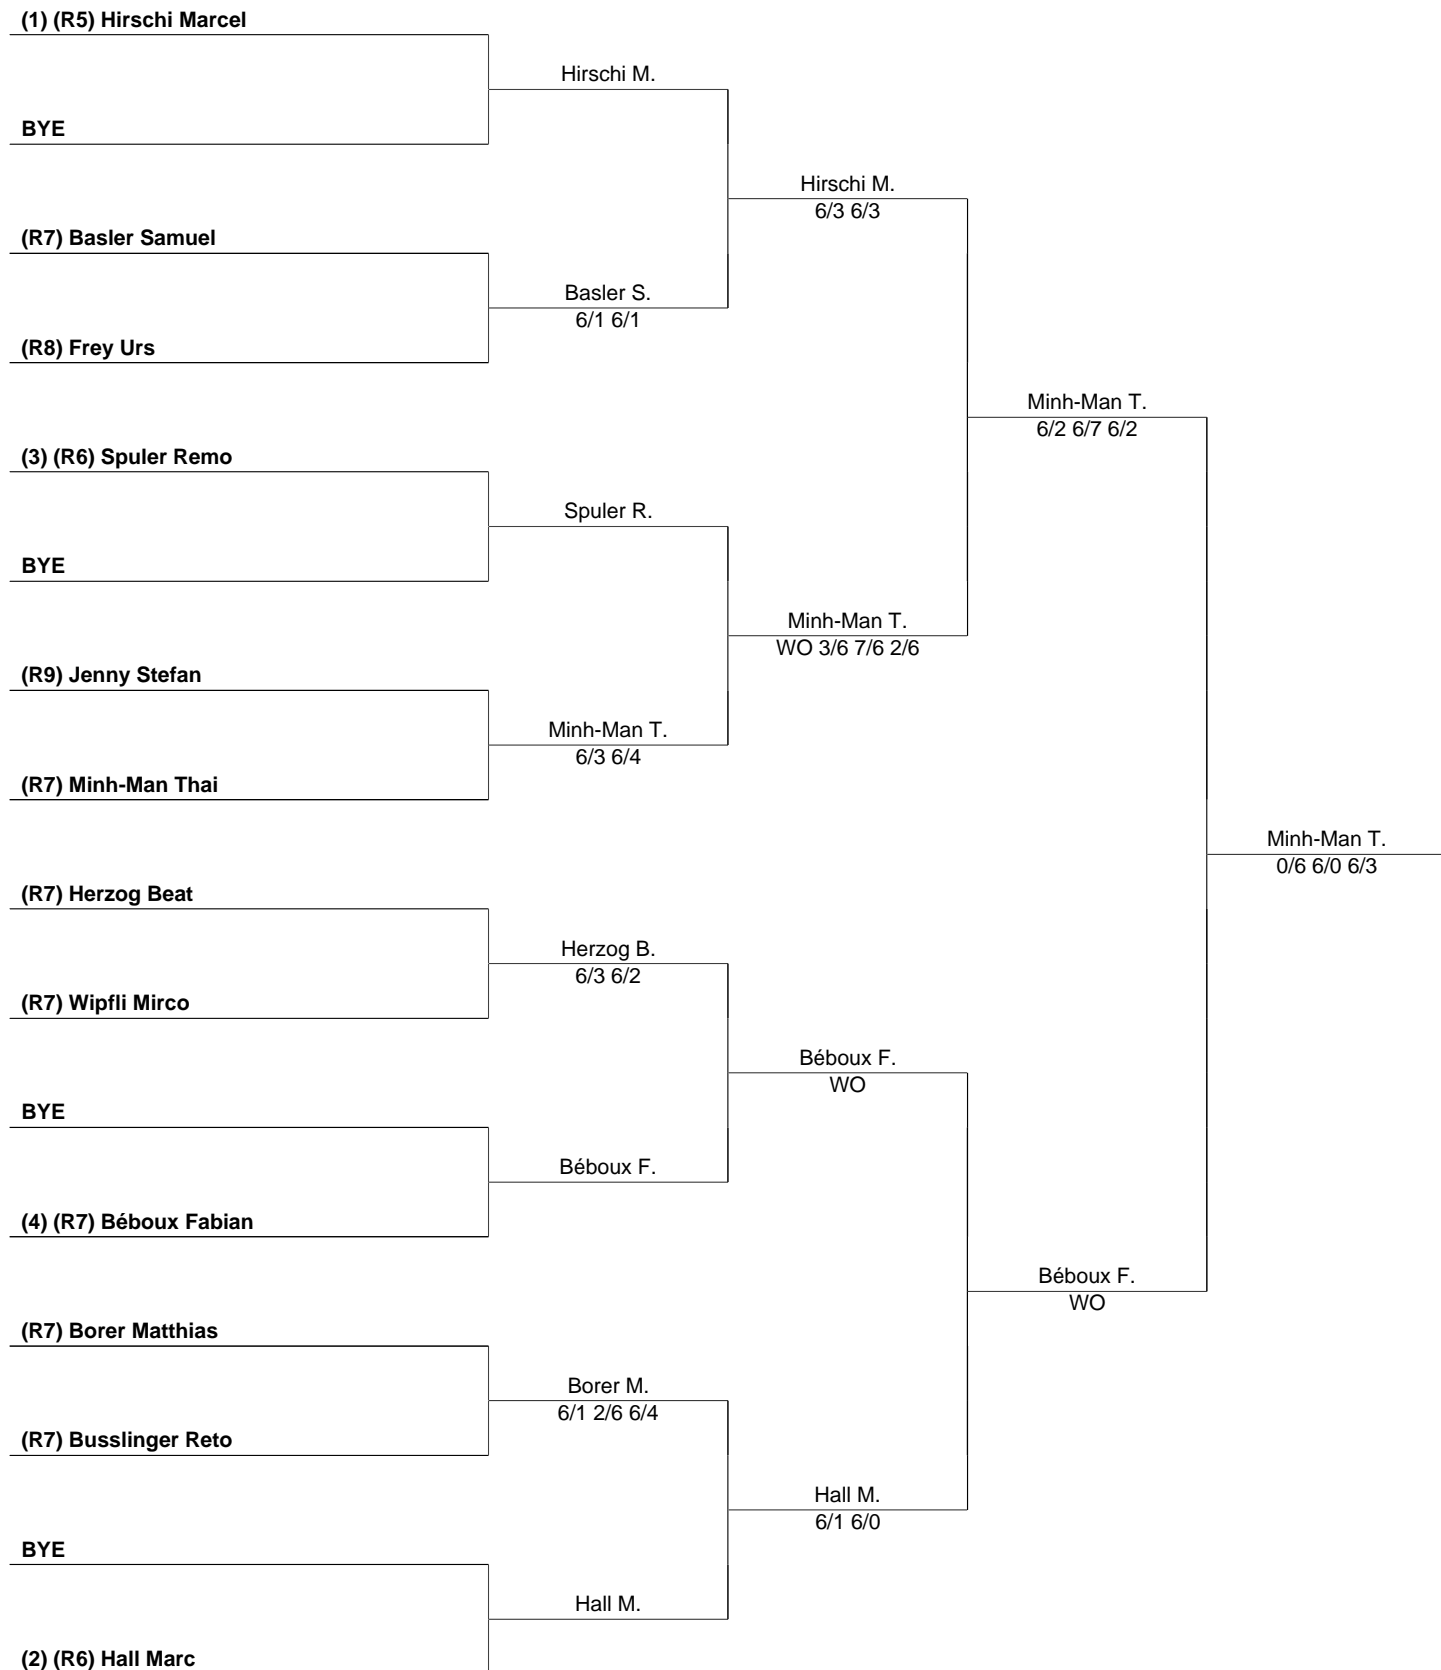 (1) (R5) Hirschi Marcel
Hirschi M.
BYE
Hirschi M.
6/3 6/3
(R7) Basler Samuel
Basler S.
6/1 6/1
(R8) Frey Urs
Minh-Man T.
6/2 6/7 6/2
(3) (R6) Spuler Remo
Spuler R.
BYE
Minh-Man T.
WO 3/6 7/6 2/6
(R9) Jenny Stefan
Minh-Man T.
6/3 6/4
(R7) Minh-Man Thai
Minh-Man T.
0/6 6/0 6/3
(R7) Herzog Beat
Herzog B.
6/3 6/2
(R7) Wipfli Mirco
Béboux F.
WO
BYE
Béboux F.
(4) (R7) Béboux Fabian
Béboux F.
WO
(R7) Borer Matthias
Borer M.
6/1 2/6 6/4
(R7) Busslinger Reto
Hall M.
6/1 6/0
BYE
Hall M.
(2) (R6) Hall Marc